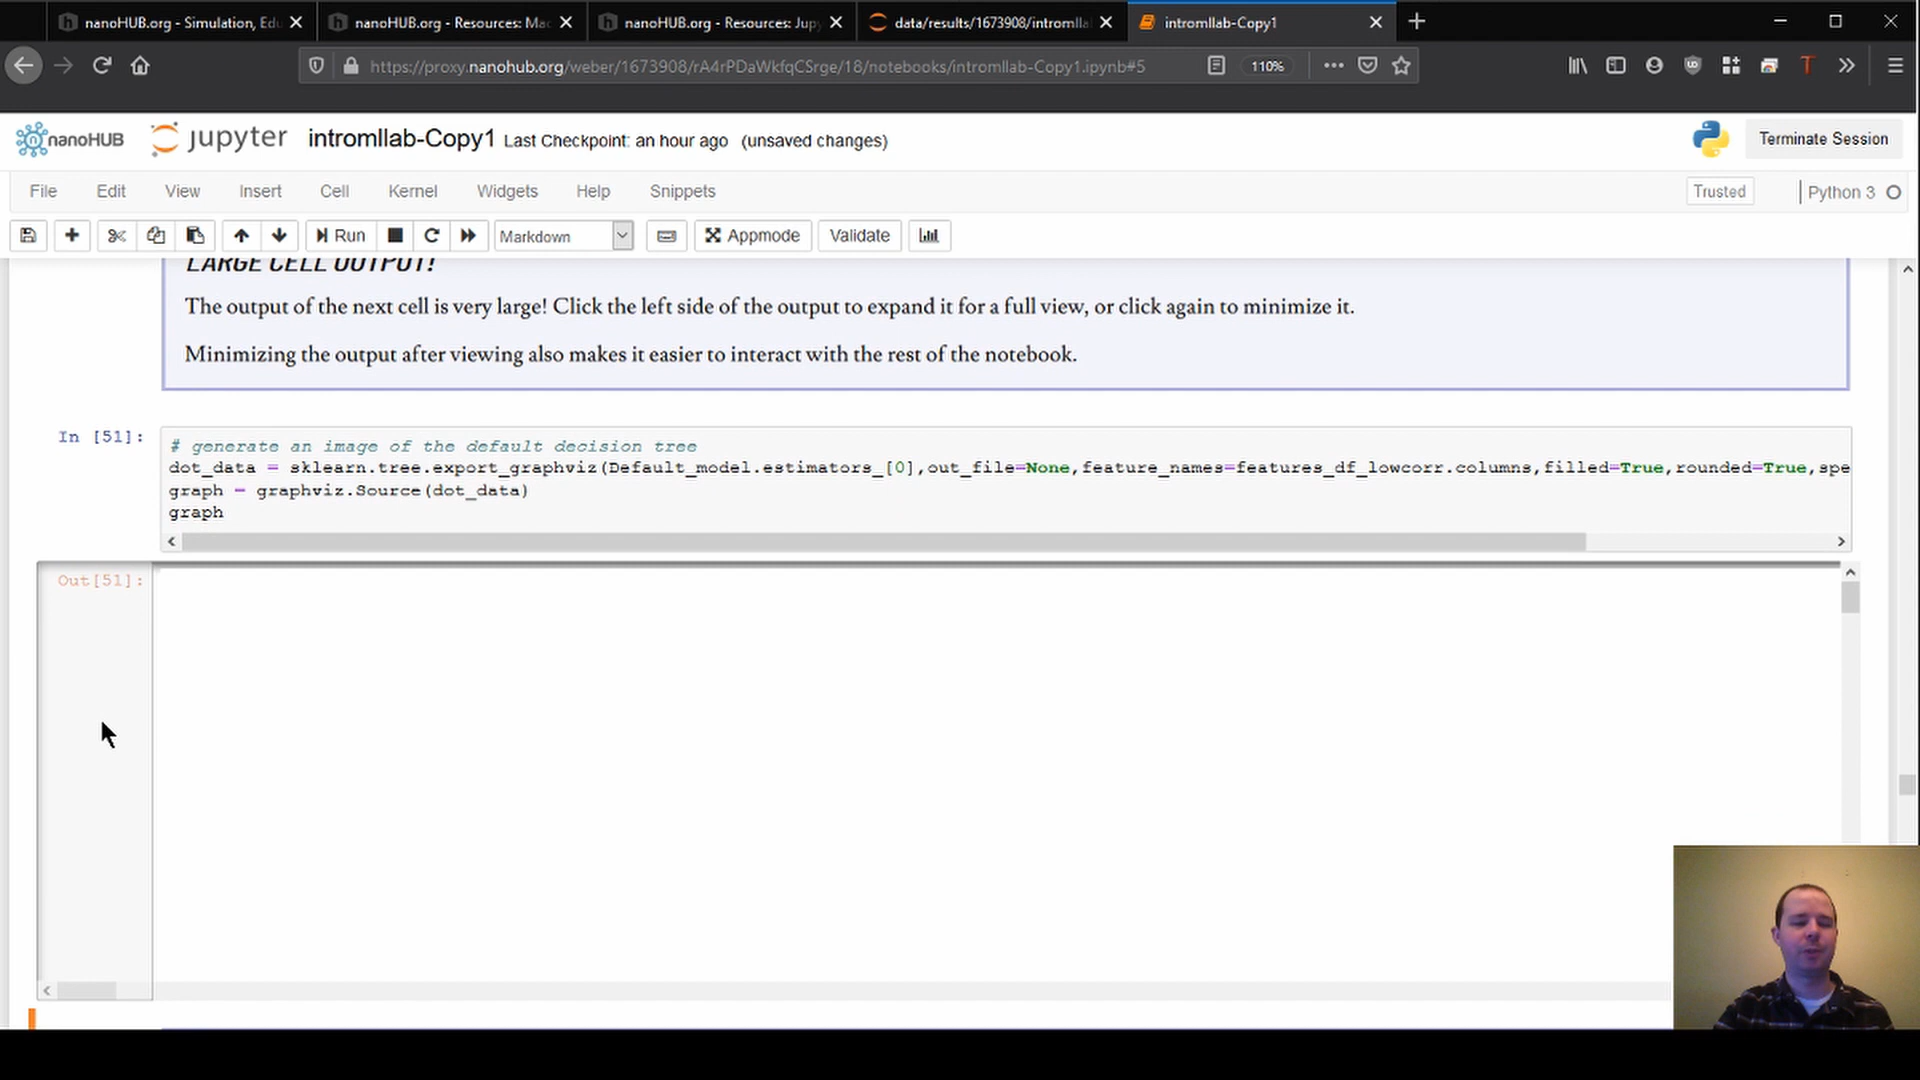 nanoHUB.org - Simulation, Edu
nanoHUB.org - Resources: Mac
nanoHUB.org - Resources: Jupy
data/results/1673908/intromlla
intromllab-Copy1
https://proxy.nanohub.org/weber/1673908/rA4rPDaWkfqCSrge/18/notebooks/intromllab-Copy1.ipynb#5
110%
nanoHUB
jupyter
intromllab-Copy1
Last Checkpoint: an hour ago (unsaved changes)
Terminate Session
File
Edit
View
Insert
Cell
Kernel
Widgets
Help
Snippets
Trusted
Python 3
Run
Markdown
Appmode
Validate
LARGE CELL OUTPUT!
The output of the next cell is very large! Click the left side of the output to expand it for a full view, or click again to minimize it.
Minimizing the output after viewing also makes it easier to interact with the rest of the notebook.
In [51]:
# generate an image of the default decision tree
dot_data = sklearn.tree.export_graphviz(Default_model.estimators_[0],out_file=None,feature_names=features_df_lowcorr.columns,filled=True,rounded=True,spe
graph = graphviz.Source(dot_data)
graph
Out[51]: